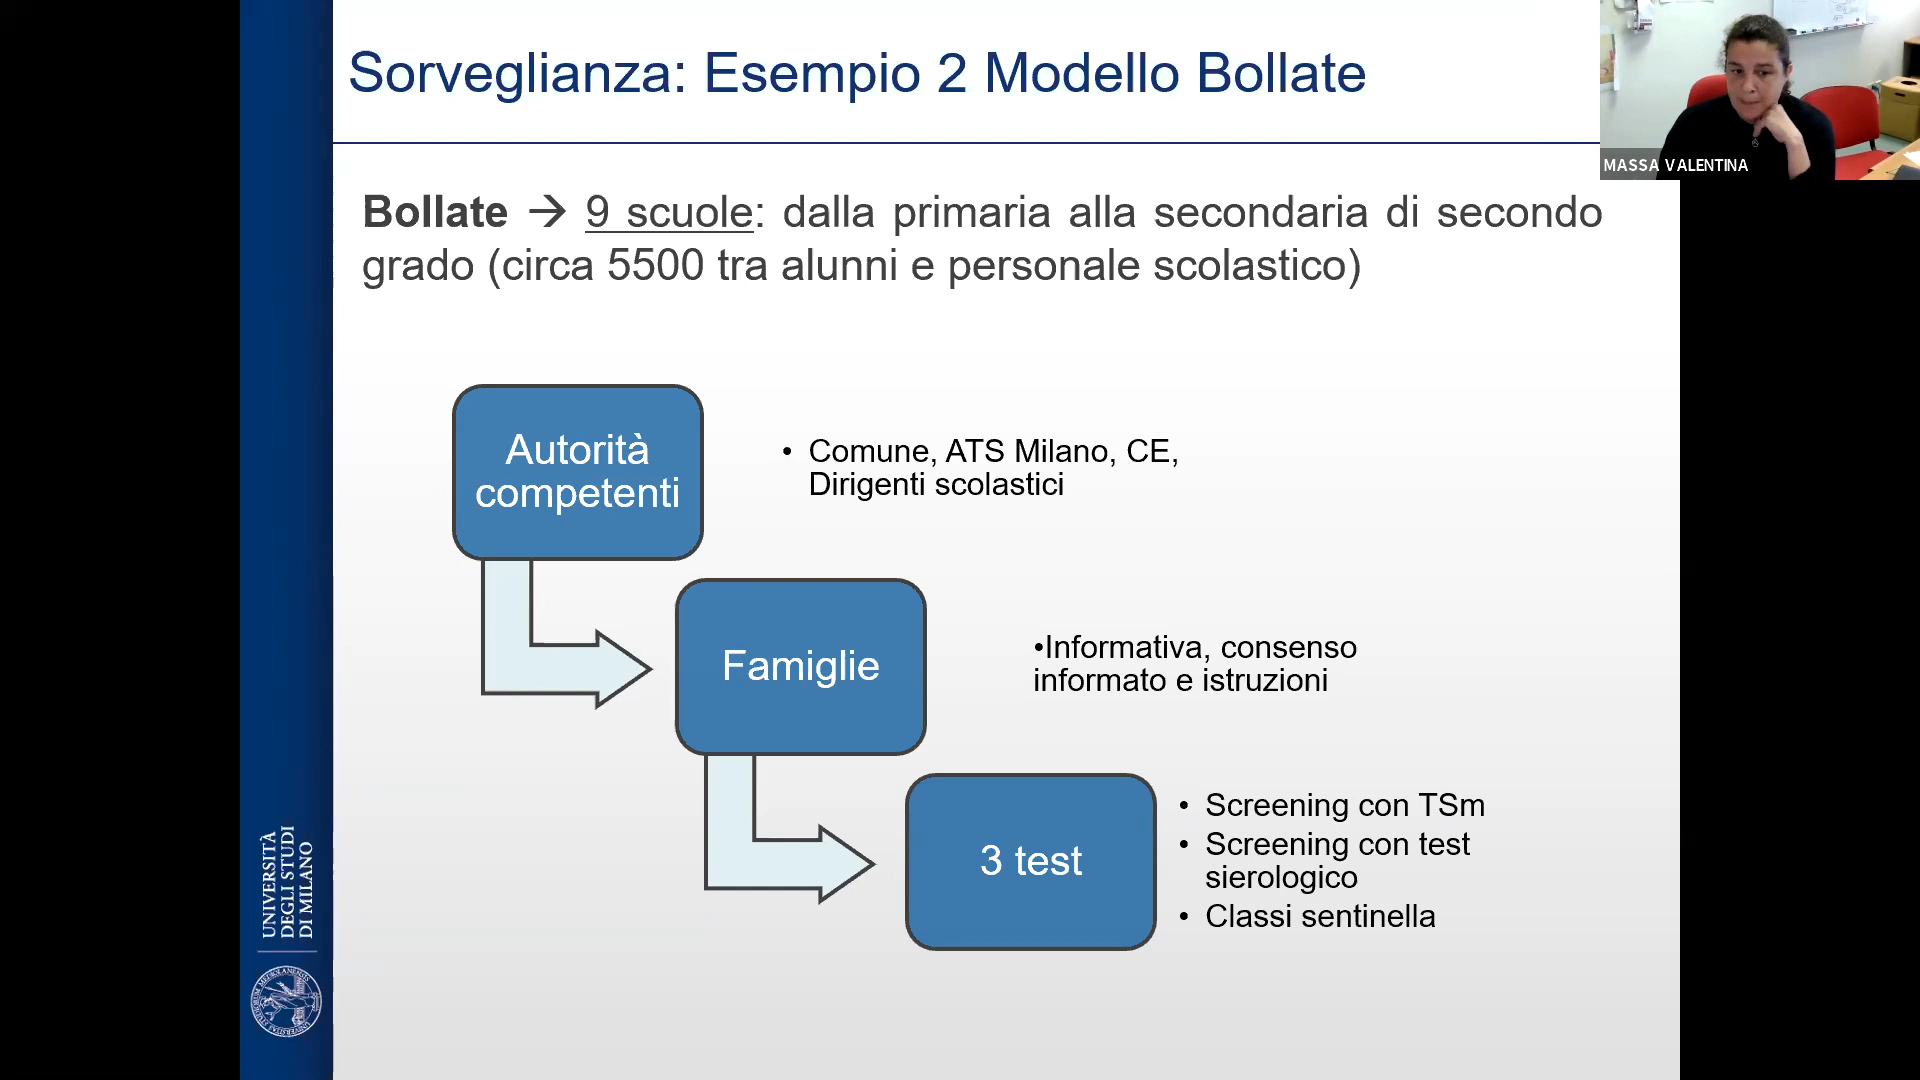 Sorveglianza: Esempio 2 Modello Bollate
MASSA VALENTINA
Bollate → 9 scuole: dalla primaria alla secondaria di secondo
grado (circa 5500 tra alunni e personale scolastico)
Autorità
competenti
• Comune, ATS Milano, CE,
Dirigenti scolastici
Famiglie
•Informativa, consenso
informato e istruzioni
3 test
• Screening con TSm
• Screening con test
sierologico
• Classi sentinella
UNIVERSITÀ
DEGLI STUDI
DI MILANO